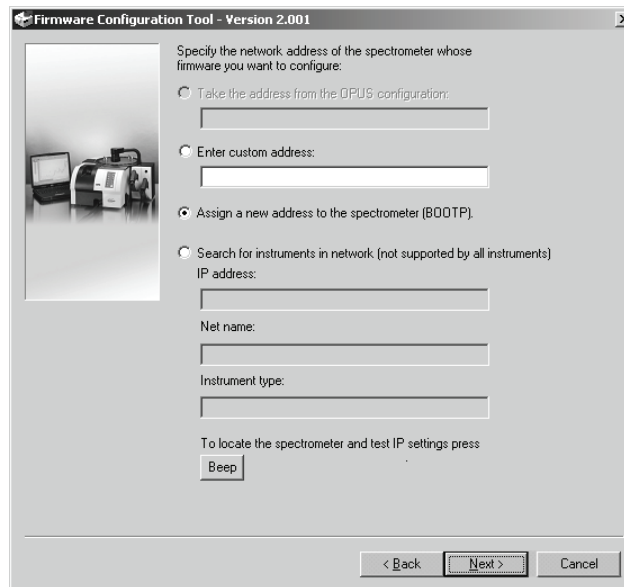 Firmware Configuration Tool - Version 2.001
Specify the network address of the spectrometer whose
firmware you want to configure:
Take the address from the OPUS configuration:
Enter custom address:
Assign a new address to the spectrometer (BOOTP).
Search for instruments in network (not supported by all instruments)
IP address:
Net name:
Instrument type:
To locate the spectrometer and test IP settings press
Beep
< Back
Next >
Cancel